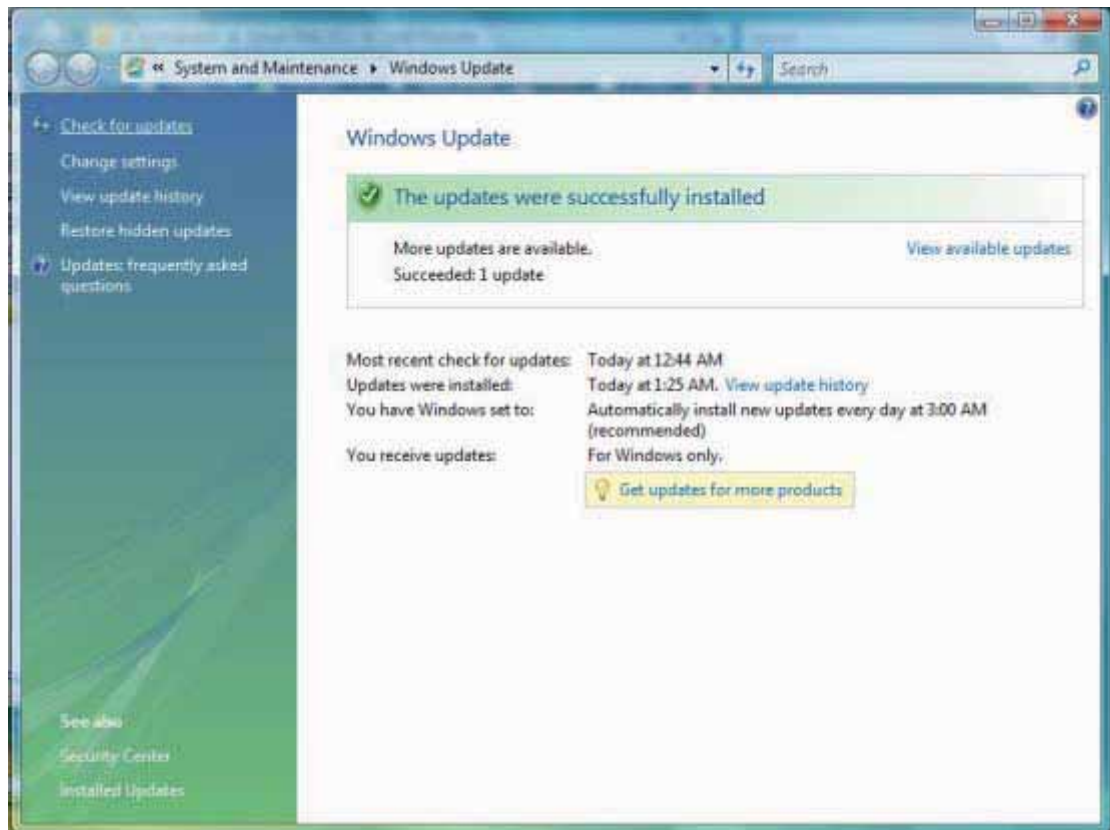 « System and Maintenance ▸ Windows Update
Search
Check for updates
Change settings
View update history
Restore hidden updates
Updates: frequently asked
questions
Windows Update
The updates were successfully installed
More updates are available.
View available updates
Succeeded: 1 update
Most recent check for updates: Today at 12:44 AM
Updates were installed: Today at 1:25 AM. View update history
You have Windows set to: Automatically install new updates every day at 3:00 AM
(recommended)
You receive updates: For Windows only.
Get updates for more products
See also
Security Center
Installed Updates